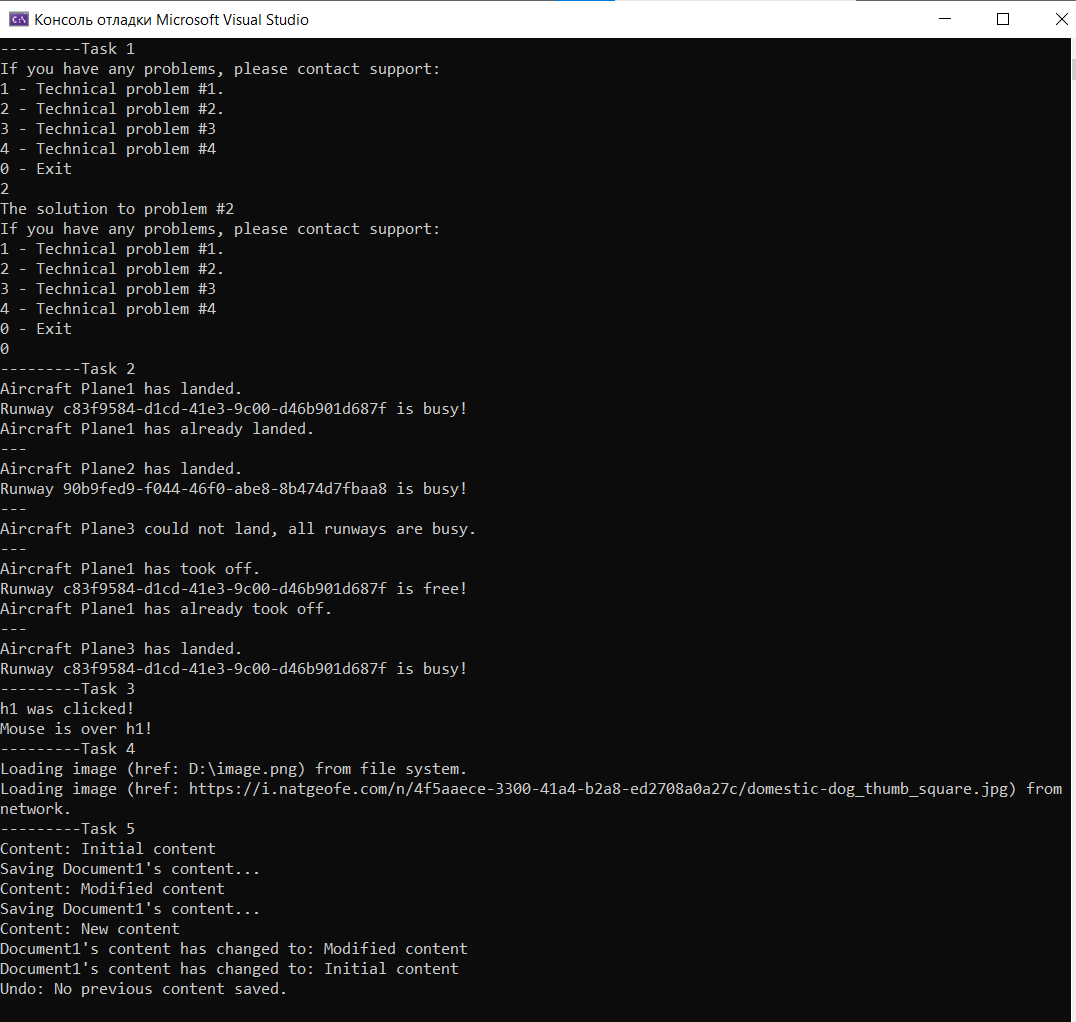 Консоль отладки Microsoft Visual Studio
---------Task 1
If you have any problems, please contact support:
1 - Technical problem #1.
2 - Technical problem #2.
3 - Technical problem #3
4 - Technical problem #4
0 - Exit
2
The solution to problem #2
If you have any problems, please contact support:
1 - Technical problem #1.
2 - Technical problem #2.
3 - Technical problem #3
4 - Technical problem #4
0 - Exit
0
---------Task 2
Aircraft Plane1 has landed.
Runway c83f9584-d1cd-41e3-9c00-d46b901d687f is busy!
Aircraft Plane1 has already landed.
---
Aircraft Plane2 has landed.
Runway 90b9fed9-f044-46f0-abe8-8b474d7fbaa8 is busy!
---
Aircraft Plane3 could not land, all runways are busy.
---
Aircraft Plane1 has took off.
Runway c83f9584-d1cd-41e3-9c00-d46b901d687f is free!
Aircraft Plane1 has already took off.
---
Aircraft Plane3 has landed.
Runway c83f9584-d1cd-41e3-9c00-d46b901d687f is busy!
---------Task 3
h1 was clicked!
Mouse is over h1!
---------Task 4
Loading image (href: D:\image.png) from file system.
Loading image (href: https://i.natgeofe.com/n/4f5aaece-3300-41a4-b2a8-ed2708a0a27c/domestic-dog_thumb_square.jpg) from
network.
---------Task 5
Content: Initial content
Saving Document1's content...
Content: Modified content
Saving Document1's content...
Content: New content
Document1's content has changed to: Modified content
Document1's content has changed to: Initial content
Undo: No previous content saved.